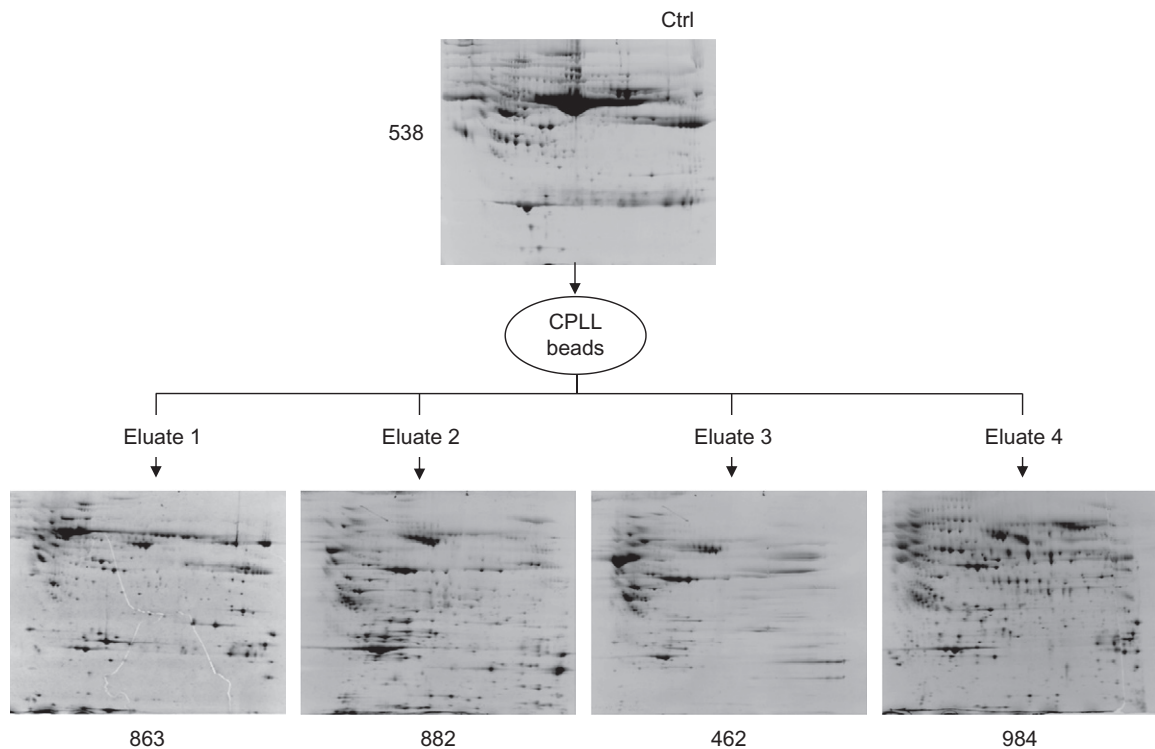 Ctrl
538
CPLL
beads
Eluate 1
Eluate 2
Eluate 3
Eluate 4
863
882
462
984